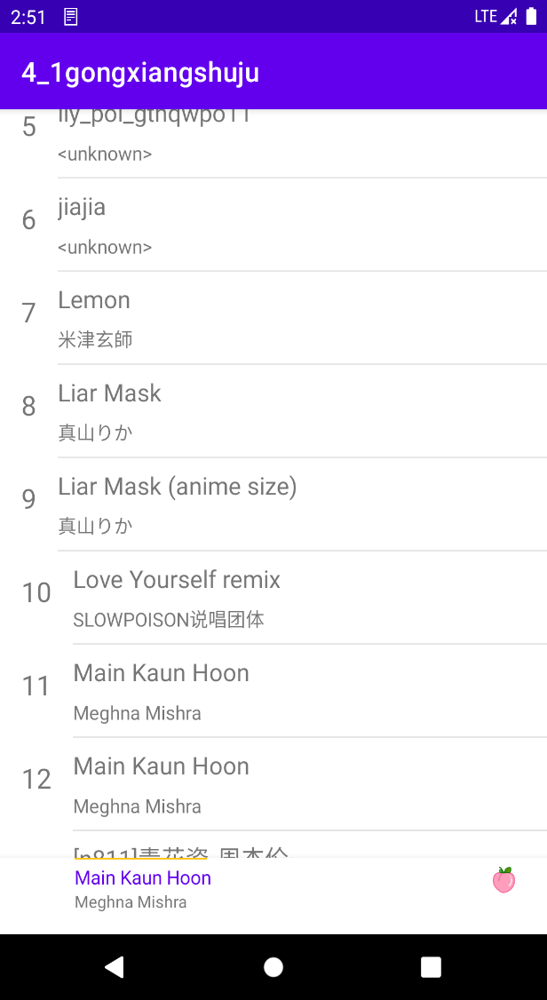 2:51
LTE
4_1gongxiangshuju
5
<unknown>
6
jiajia
<unknown>
7
Lemon
米津玄師
8
Liar Mask
真山りか
9
Liar Mask (anime size)
真山りか
10
Love Yourself remix
SLOWPOISON说唱团体
11
Main Kaun Hoon
Meghna Mishra
12
Main Kaun Hoon
Meghna Mishra
Main Kaun Hoon
Meghna Mishra